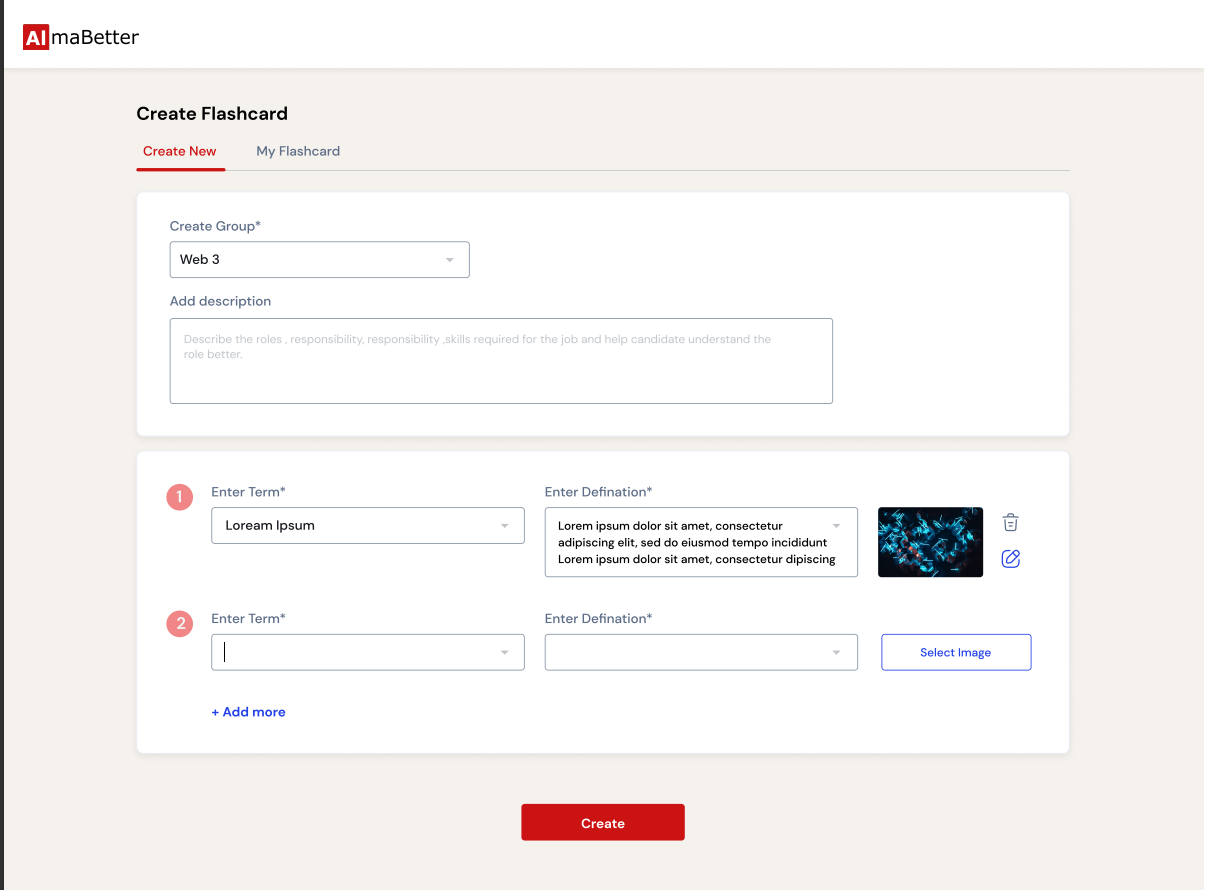 AlmaBetter
Create Flashcard
Create New
My Flashcard
Create Group*
Web 3
Add description
Describe the roles , responsibility, responsibility ,skills required for the job and help candidate understand the
role better.
1
Enter Term*
Loream Ipsum
Enter Defination*
Lorem ipsum dolor sit amet, consectetur
adipiscing elit, sed do eiusmod tempo incididunt
Lorem ipsum dolor sit amet, consectetur dipiscing
2
Enter Term*
Enter Defination*
Select Image
+ Add more
Create